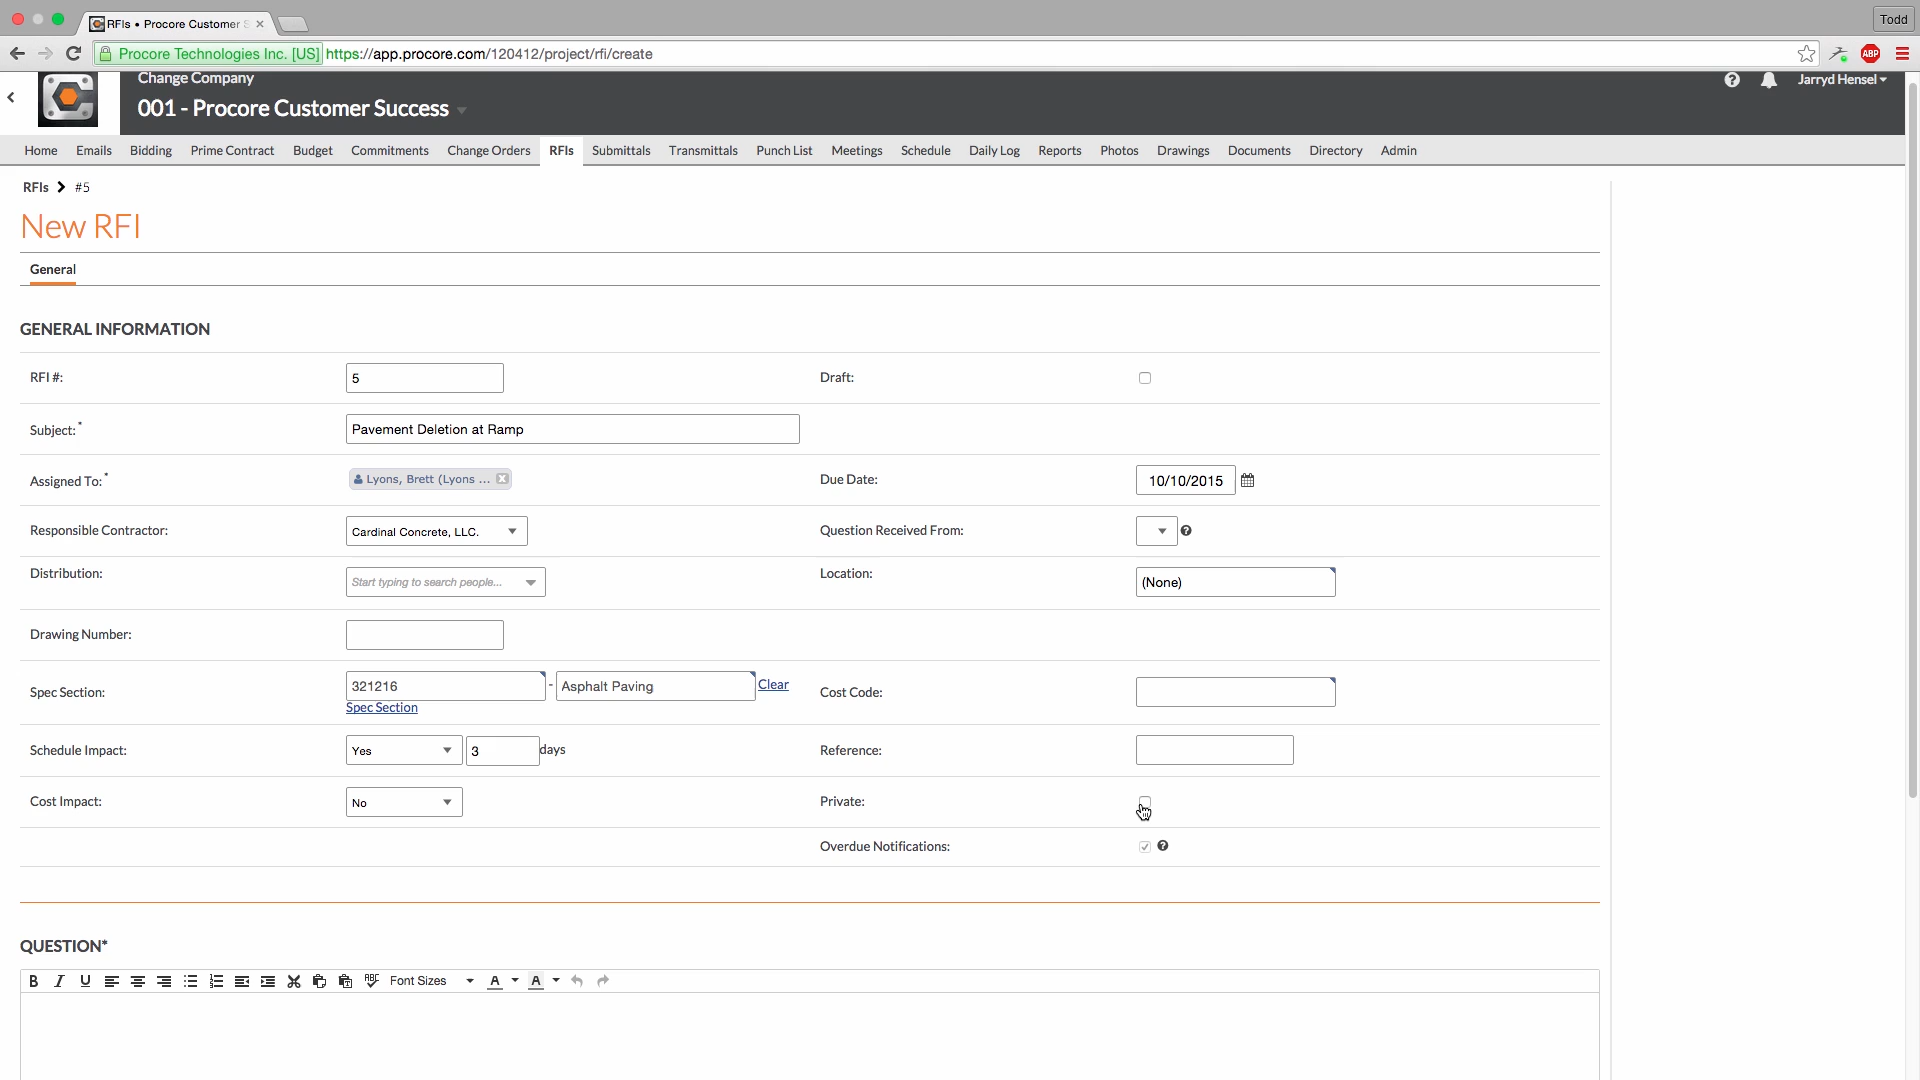 RFIs • Procore Customer S
Todd
Procore Technologies Inc. [US] https://app.procore.com/120412/project/rfi/create
ABP
Change Company
001 - Procore Customer Success
Jarryd Hensel
Home Emails Bidding Prime Contract Budget Commitments Change Orders RFIs Submittals Transmittals Punch List Meetings Schedule Daily Log Reports Photos Drawings Documents Directory Admin
RFIs #5
New RFI
General
GENERAL INFORMATION
RFI #: 5 Draft:
Subject:* Pavement Deletion at Ramp
Assigned To:* Lyons, Brett (Lyons ... Due Date: 10/10/2015
Responsible Contractor: Cardinal Concrete, LLC. Question Received From:
Distribution: Start typing to search people... Location: (None)
Drawing Number:
Spec Section: 321216 - Asphalt Paving Clear Cost Code:
Spec Section
Schedule Impact: Yes 3 days Reference:
Cost Impact: No Private:
Overdue Notifications:
QUESTION*
B I U ABC Font Sizes A A